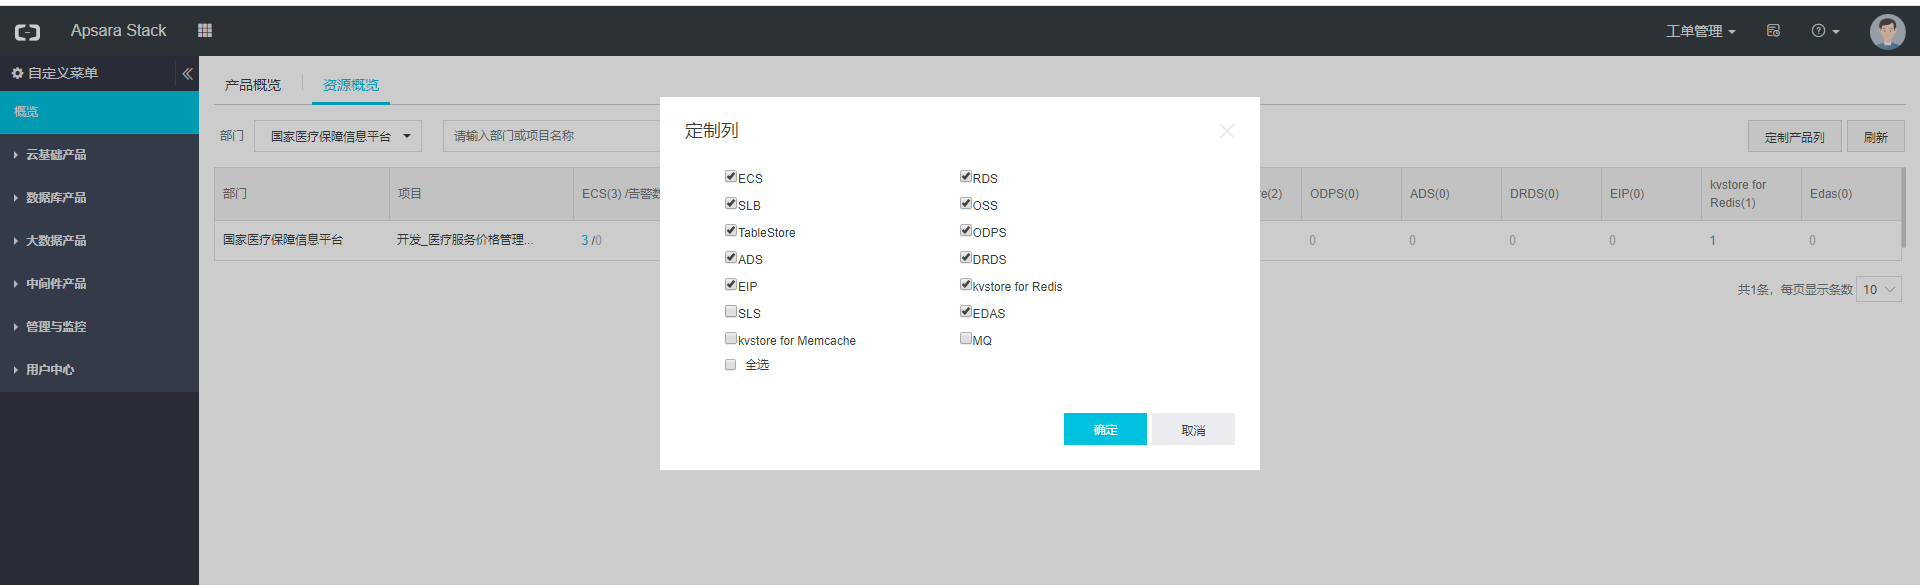 Apsara Stack
工单管理
自定义菜单
产品概览
资源概览
概览
云基础产品
数据库产品
大数据产品
中间件产品
管理与监控
用户中心
部门
国家医疗保障信息平台
请输入部门或项目名称
定制产品列
刷新
部门
项目
ECS(3) /告警数
re(2)
ODPS(0)
ADS(0)
DRDS(0)
EIP(0)
kvstore for
Redis(1)
Edas(0)
国家医疗保障信息平台
开发_医疗服务价格管理...
3 /0
0
0
0
0
1
0
共1条，每页显示条数
10
定制列
ECS
RDS
SLB
OSS
TableStore
ODPS
ADS
DRDS
EIP
kvstore for Redis
SLS
EDAS
kvstore for Memcache
MQ
全选
确定
取消